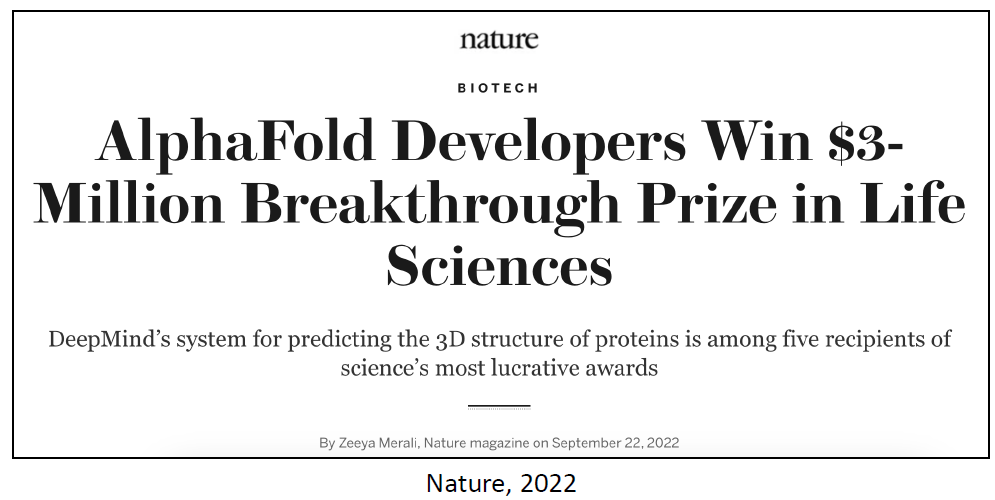 nature
BIOTECH
AlphaFold Developers Win $3-
Million Breakthrough Prize in Life
Sciences
DeepMind’s system for predicting the 3D structure of proteins is among five recipients of
science’s most lucrative awards
By Zeeya Merali, Nature magazine on September 22, 2022
Nature, 2022